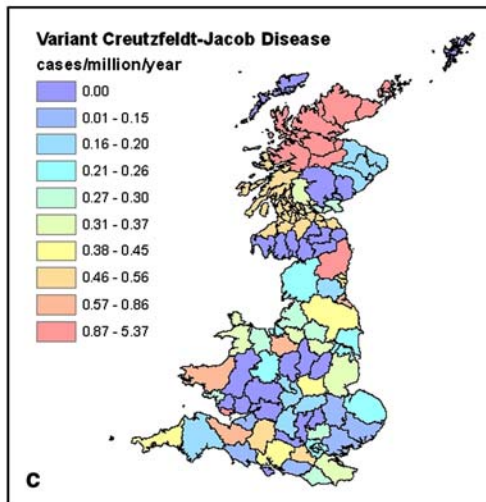 Variant Creutzfeldt-Jacob Disease
cases/million/year
0.00
0.01 - 0.15
0.16 - 0.20
0.21 - 0.26
0.27 - 0.30
0.31 - 0.37
0.38 - 0.45
0.46 - 0.56
0.57 - 0.86
0.87 - 5.37
C